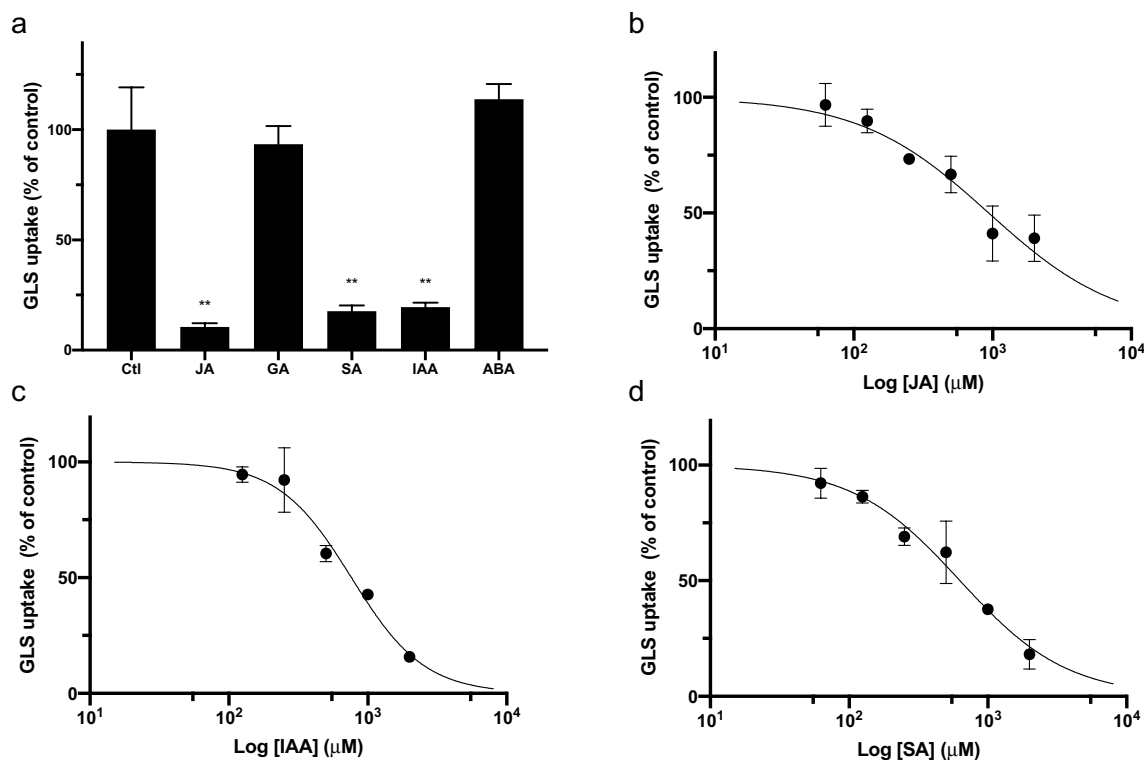 a
GLS uptake (% of control)
100
50
0
** ** **
Ctl JA GA SA IAA ABA
b
GLS uptake (% of control)
100
50
0
10¹ 10² 10³ 10⁴
Log [JA] (μM)
c
GLS uptake (% of control)
100
50
0
10¹ 10² 10³ 10⁴
Log [IAA] (μM)
d
GLS uptake (% of control)
100
50
0
10¹ 10² 10³ 10⁴
Log [SA] (μM)